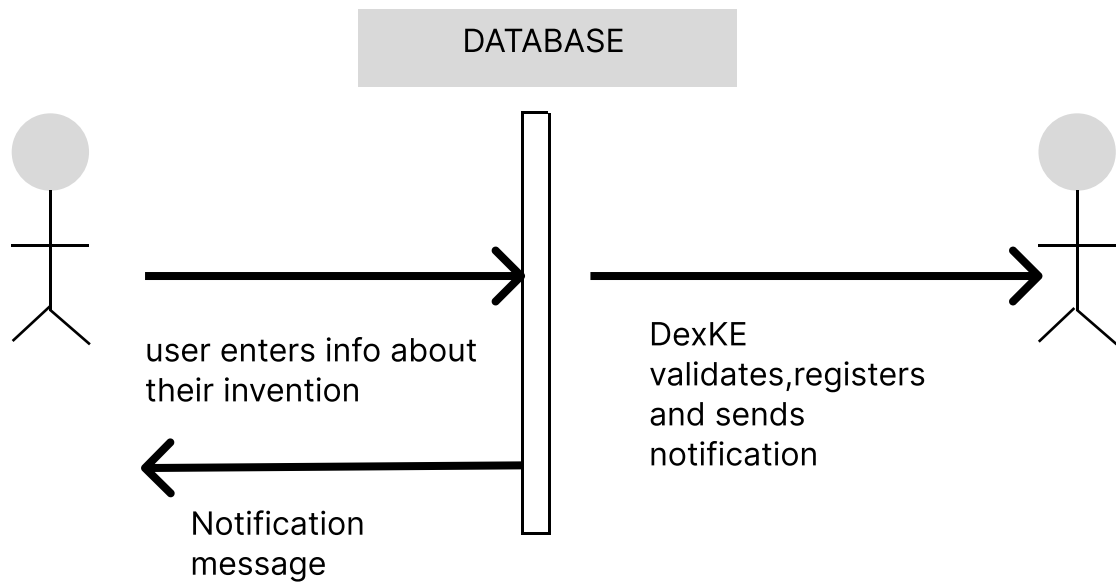 DATABASE
user enters info about
their invention
DexKE
validates,registers
and sends
notification
Notification
message